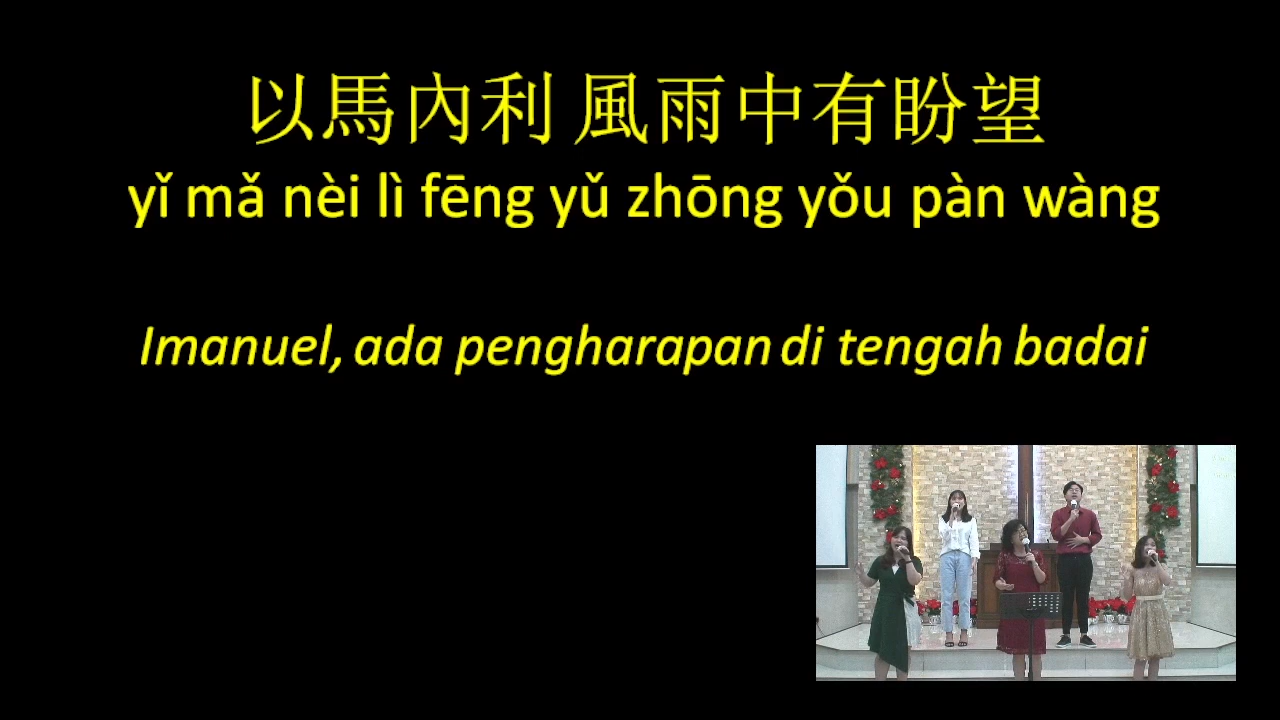 以馬內利 風雨中有盼望
yǐ mǎ nèi lì fēng yǔ zhōng yǒu pàn wàng
Imanuel, ada pengharapan di tengah badai